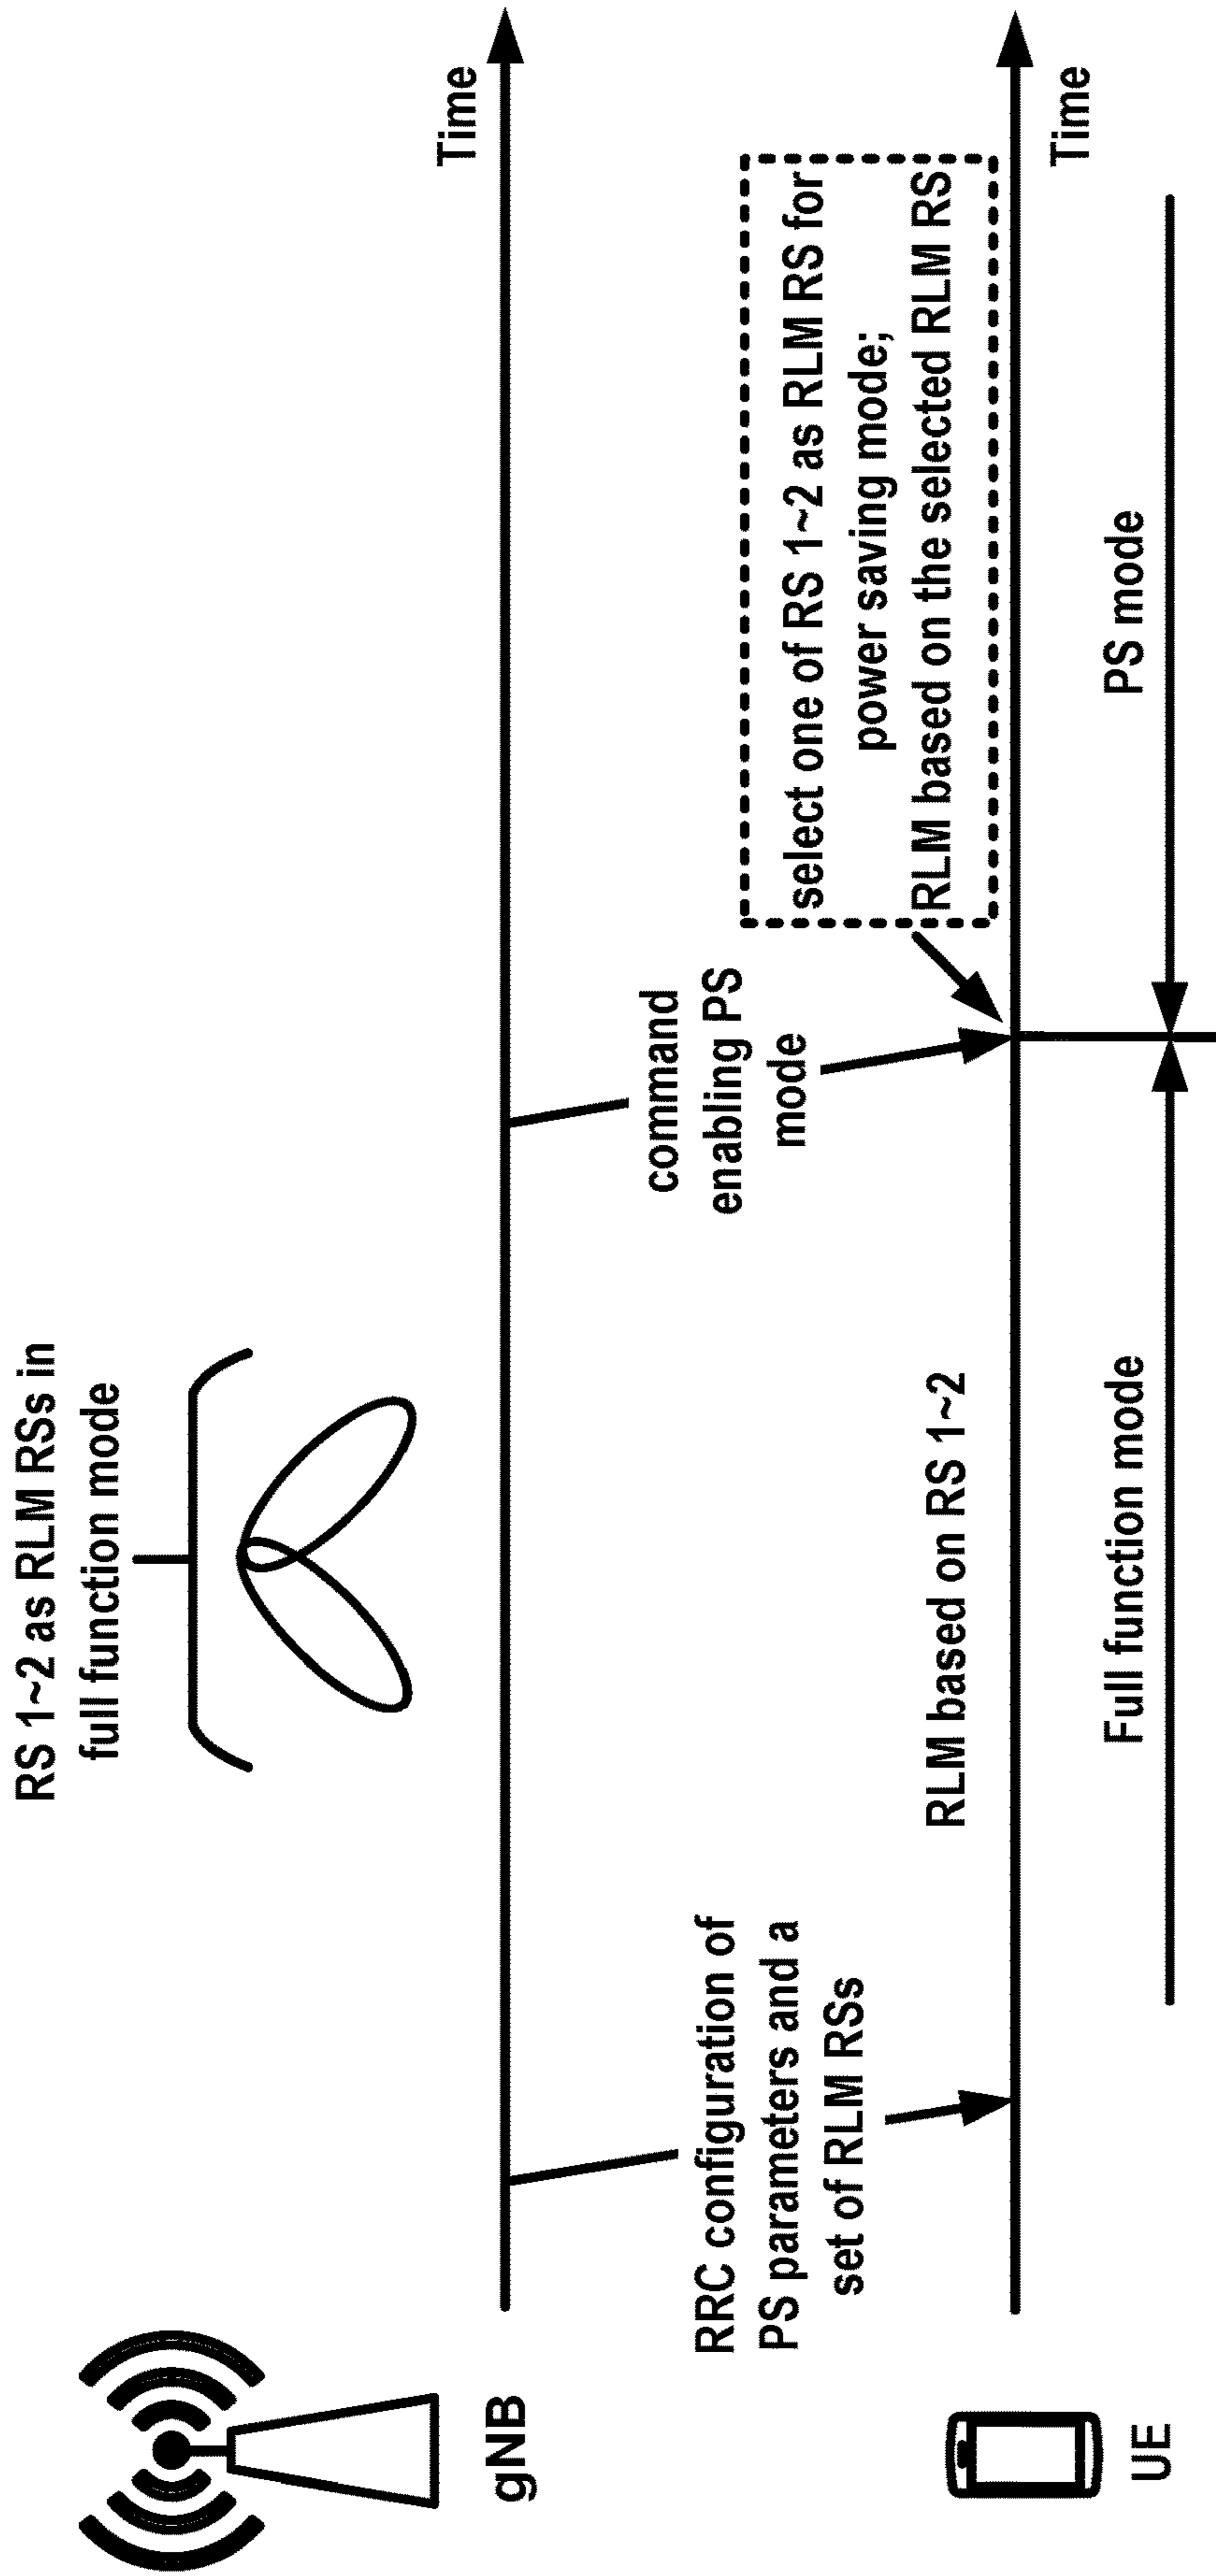 RS 1~2 as RLM RSs in
full function mode
Time
gNB
RRC configuration of
PS parameters and a
set of RLM RSs
command
enabling PS
mode
select one of RS 1~2 as RLM RS for
power saving mode;
RLM based on the selected RLM RS
RLM based on RS 1~2
Time
UE
Full function mode
PS mode